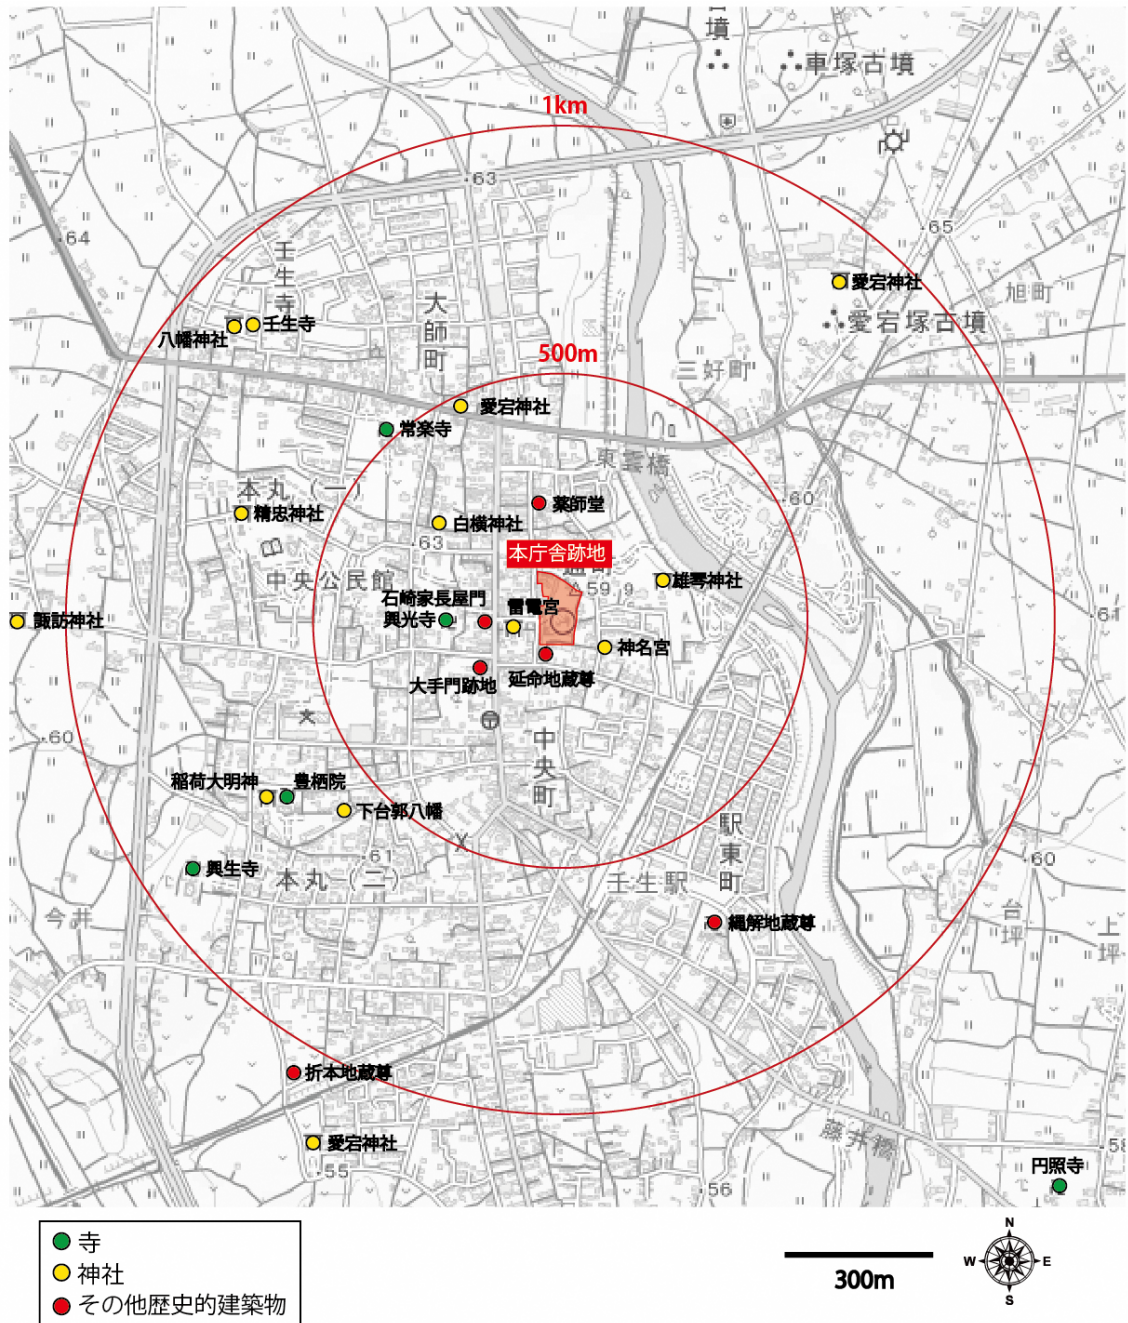 古墳
車塚古墳
1km
63
65
64
壬生寺
大師町
愛宕神社
旭町
八幡神社
壬生寺
愛宕塚古墳
500m
三好町
愛宕神社
常楽寺
東雲橋
本丸(一)
60
薬師堂
精忠神社
白横神社
63
本庁舎跡地
中央公民館
通町
59.9
雄琴神社
石崎家長屋門
雷電宮
61
諏訪神社
興光寺
神名宮
大手門跡地
延命地蔵尊
60
中央町
稲荷大明神
豊栖院
下台郭八幡
駅東町
61
60
興生寺
本丸(二)
壬生駅
今井
台坪
上坪
縄解地蔵尊
折本地蔵尊
愛宕神社
藤井橋
58
55
円照寺
56
寺
神社
その他歴史的建築物
300m
N
W
E
S